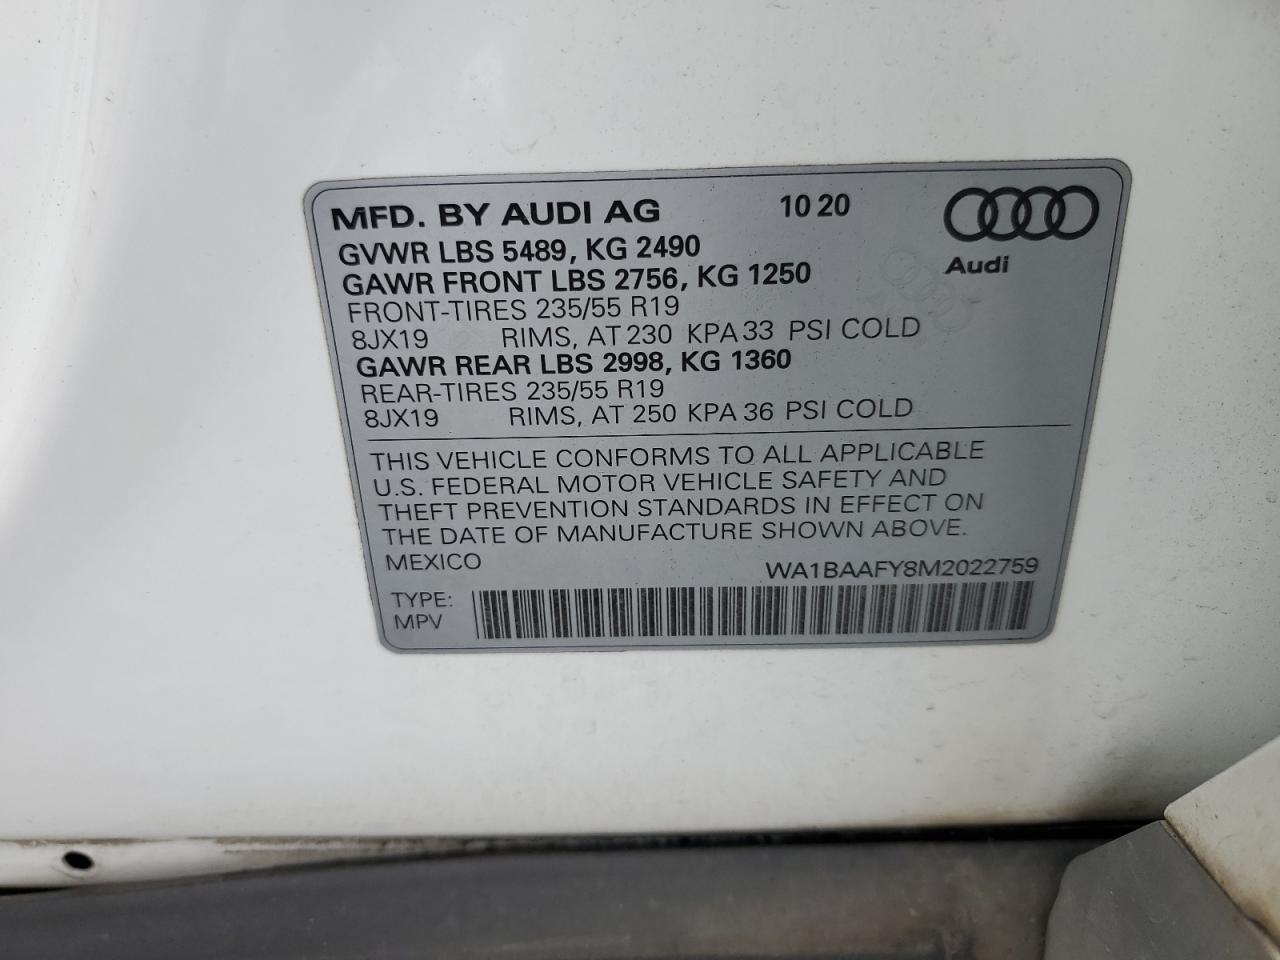 MFD. BY AUDI AG 10 20
GVWR LBS 5489, KG 2490
Audi
GAWR FRONT LBS 2756, KG 1250
FRONT-TIRES 235/55 R19
8JX19 RIMS, AT 230 KPA 33 PSI COLD
GAWR REAR LBS 2998, KG 1360
REAR-TIRES 235/55 R19
8JX19 RIMS, AT 250 KPA 36 PSI COLD
THIS VEHICLE CONFORMS TO ALL APPLICABLE
U.S. FEDERAL MOTOR VEHICLE SAFETY AND
THEFT PREVENTION STANDARDS IN EFFECT ON
THE DATE OF MANUFACTURE SHOWN ABOVE.
MEXICO WA1BAAFY8M2022759
TYPE:
MPV